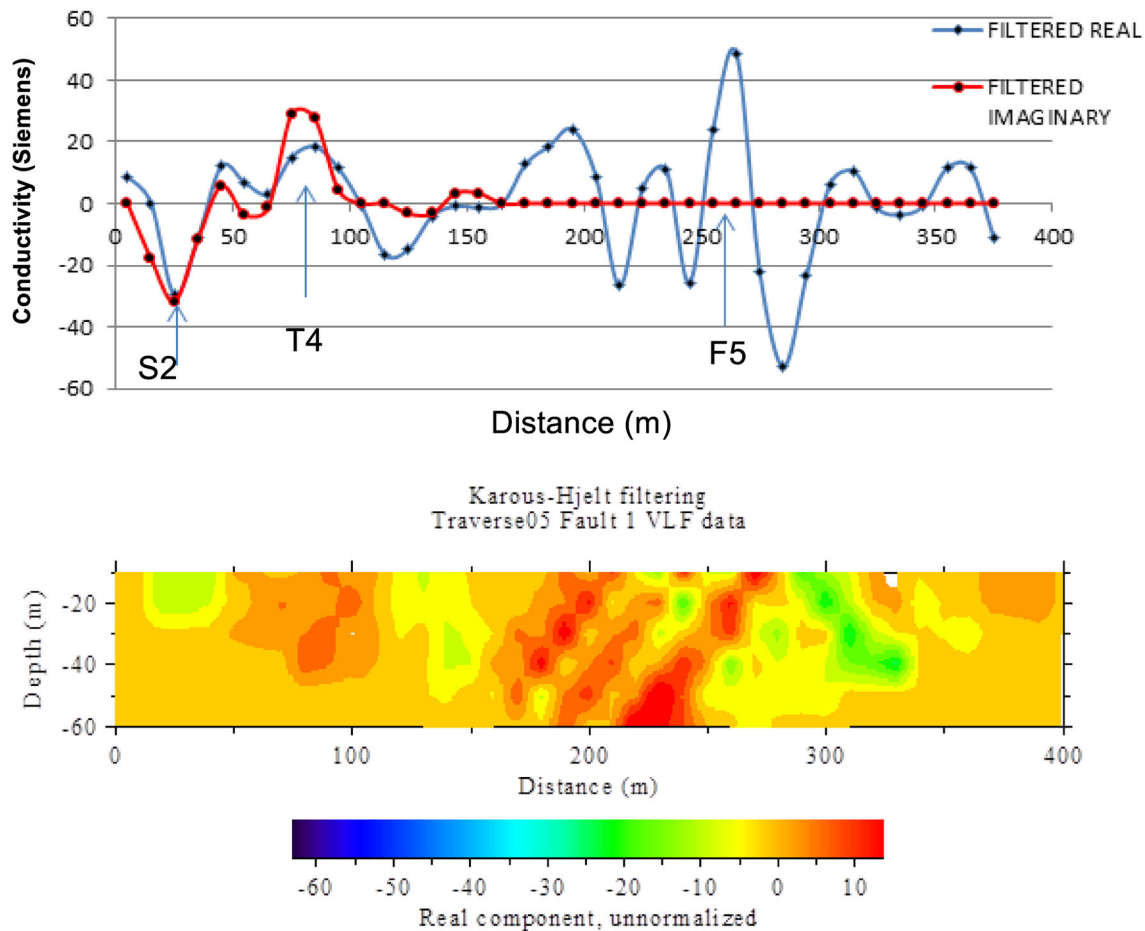 60
40
20
0
-20
-40
-60
Conductivity (Siemens)
FILTERED REAL
FILTERED
IMAGINARY
0 50 100 150 200 250 300 350 400
S2
T4
F5
Distance (m)
Karous-Hjelt filtering
Traverse05 Fault 1 VLF data
Depth (m)
-20
-40
-60
0 100 200 300 400
Distance (m)
-60 -50 -40 -30 -20 -10 0 10
Real component, unnormalized